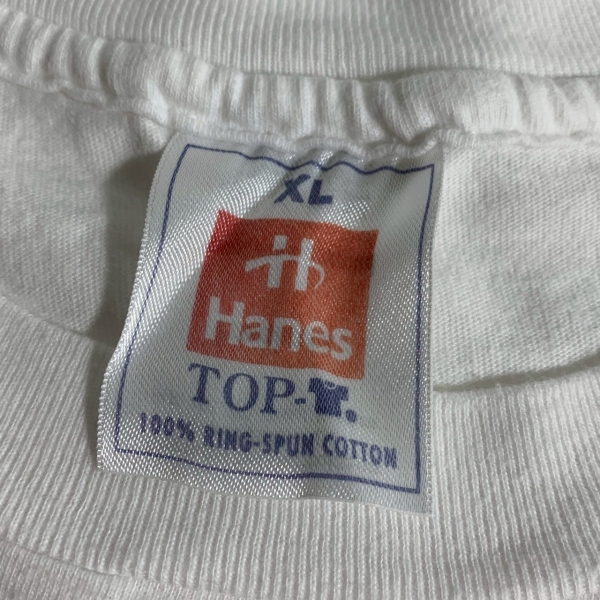 XL
H
Hanes
TOP-
100% RING-SPUN COTTON